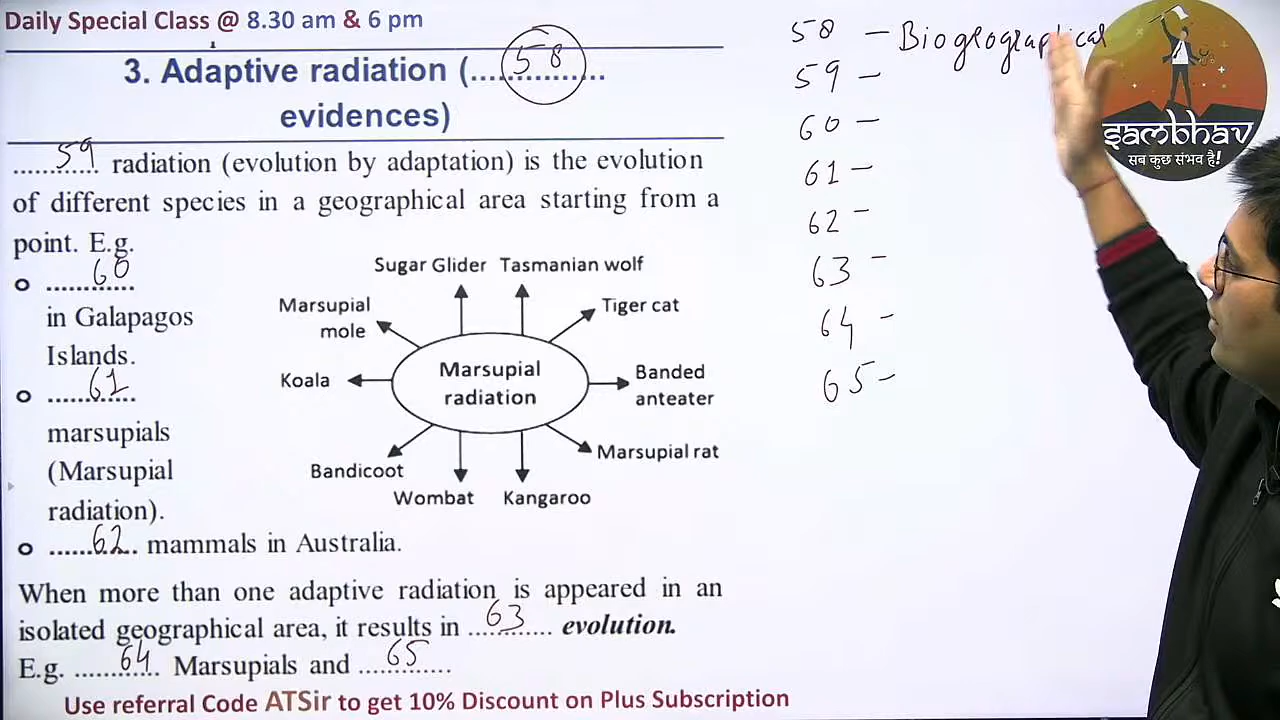 Daily Special Class @ 8.30 am & 6 pm
3. Adaptive radiation (.....58.....
evidences)
....59.... radiation (evolution by adaptation) is the evolution
of different species in a geographical area starting from a
point. E.g.
o ....60....
in Galapagos
Islands.
o ....61....
marsupials
(Marsupial
radiation).
o ....62.... mammals in Australia.
Sugar Glider
Tasmanian wolf
Marsupial
mole
Tiger cat
Koala
Marsupial
radiation
Banded
anteater
Bandicoot
Marsupial rat
Wombat
Kangaroo
When more than one adaptive radiation is appeared in an
isolated geographical area, it results in ....63.... evolution.
E.g. ....64.... Marsupials and ....65....
Use referral Code ATSir to get 10% Discount on Plus Subscription
58 - Biogeographical
59 -
60 -
61 -
62 -
63 -
64 -
65 -
sambhav
सब कुछ संभव है!